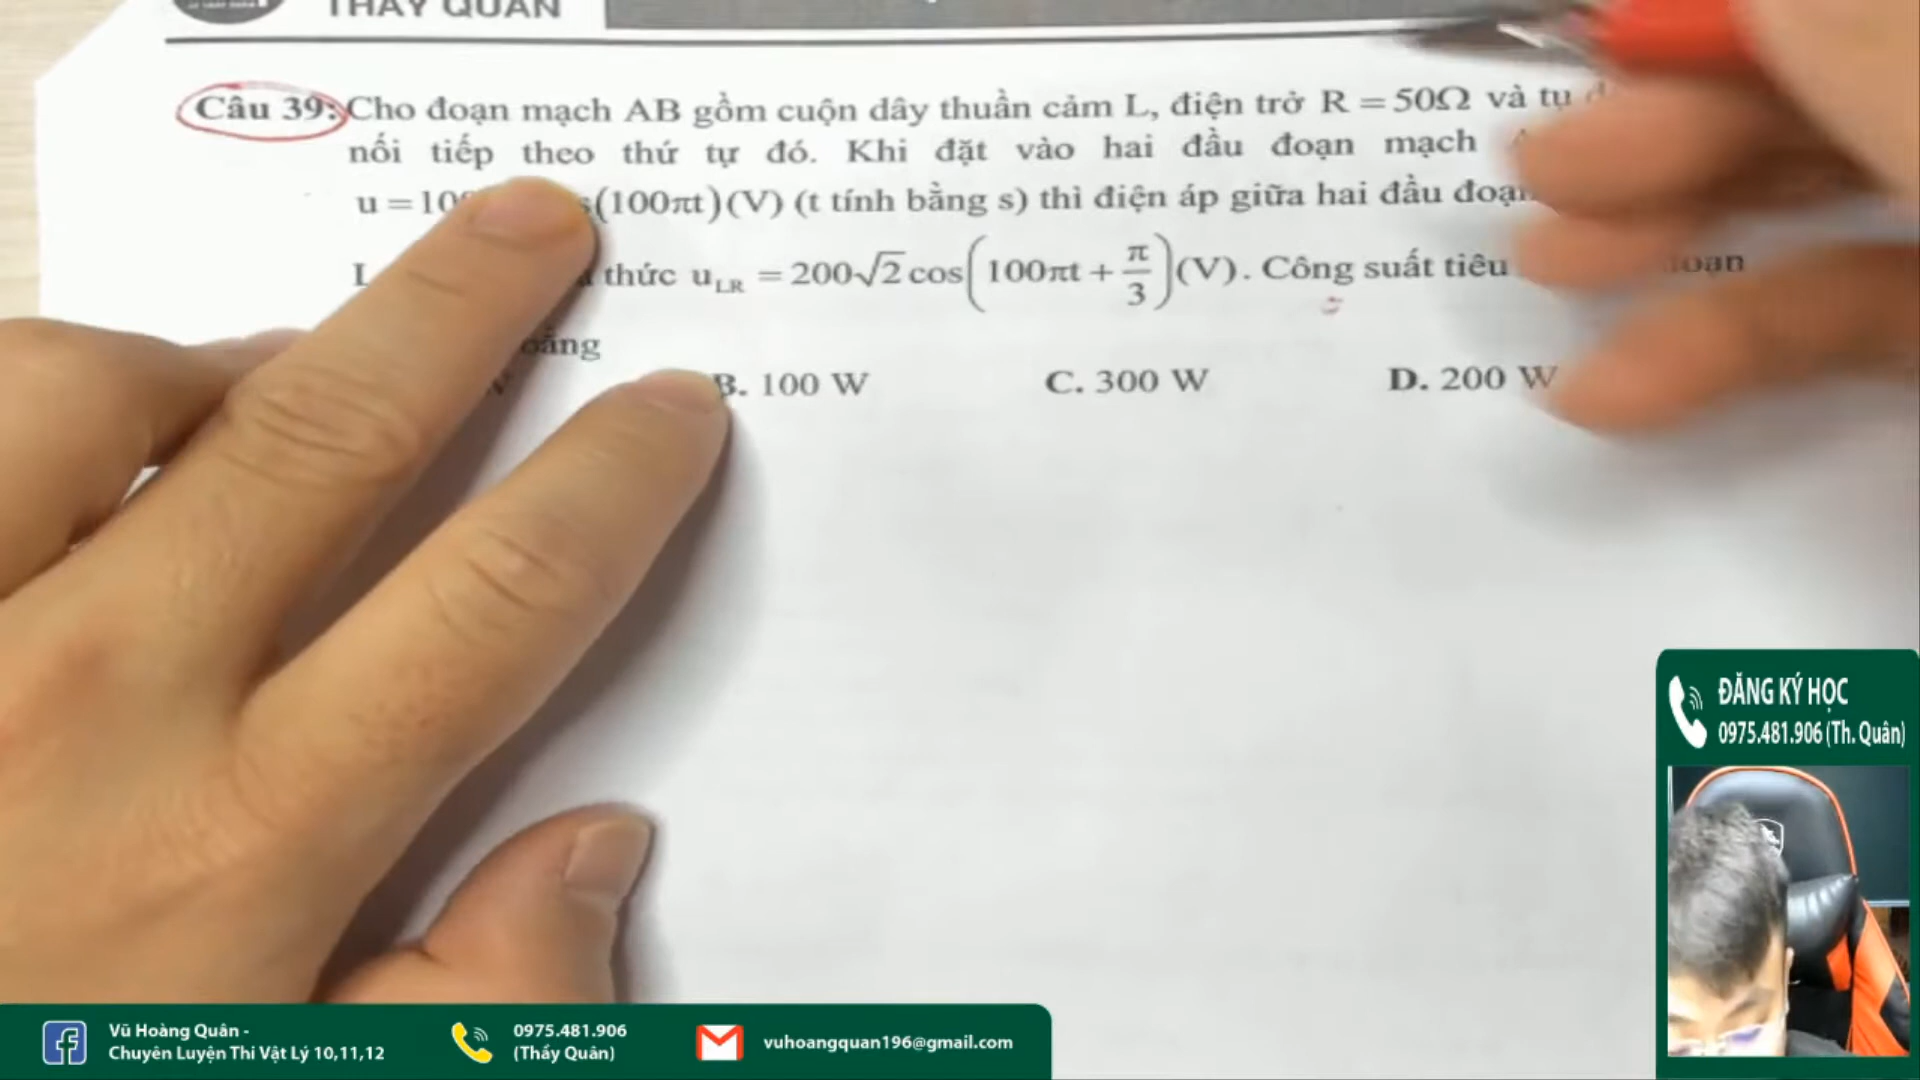 THẦY QUÂN
Câu 39: Cho đoạn mạch AB gồm cuộn dây thuần cảm L, điện trở R = 50Ω và tụ
nối tiếp theo thứ tự đó. Khi đặt vào hai đầu đoạn mạch
u = 10 (100πt)(V) (t tính bằng s) thì điện áp giữa hai đầu đoạn
thức u_LR = 200√2 cos(100πt + π/3)(V). Công suất tiêu đoạn
bằng
B. 100 W C. 300 W D. 200 W
ĐĂNG KÝ HỌC
0975.481.906 (Th. Quân)
Vũ Hoàng Quân -
Chuyên Luyện Thi Vật Lý 10,11,12
0975.481.906
(Thầy Quân)
vuhoangquan196@gmail.com